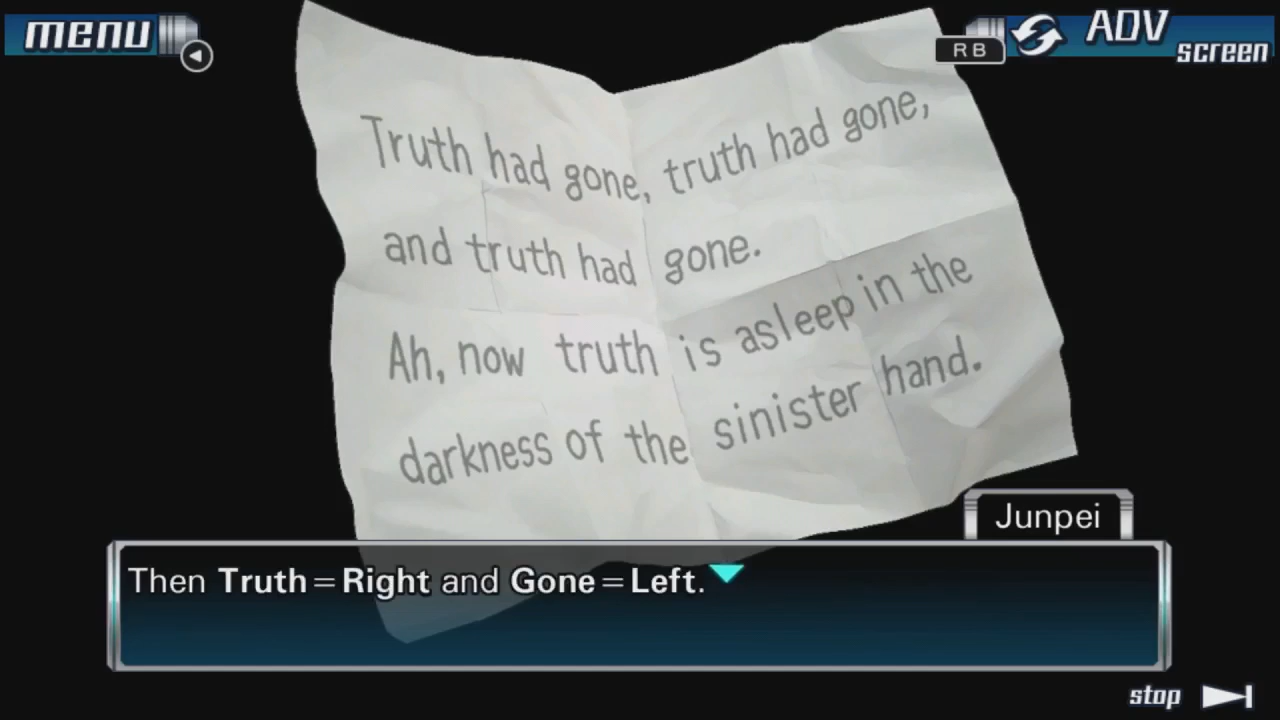 menu
RB
ADV
screen
Truth had gone, truth had gone,
and truth had gone.
Ah, now truth is asleep in the
darkness of the sinister hand.
Junpei
Then Truth=Right and Gone=Left.
stop